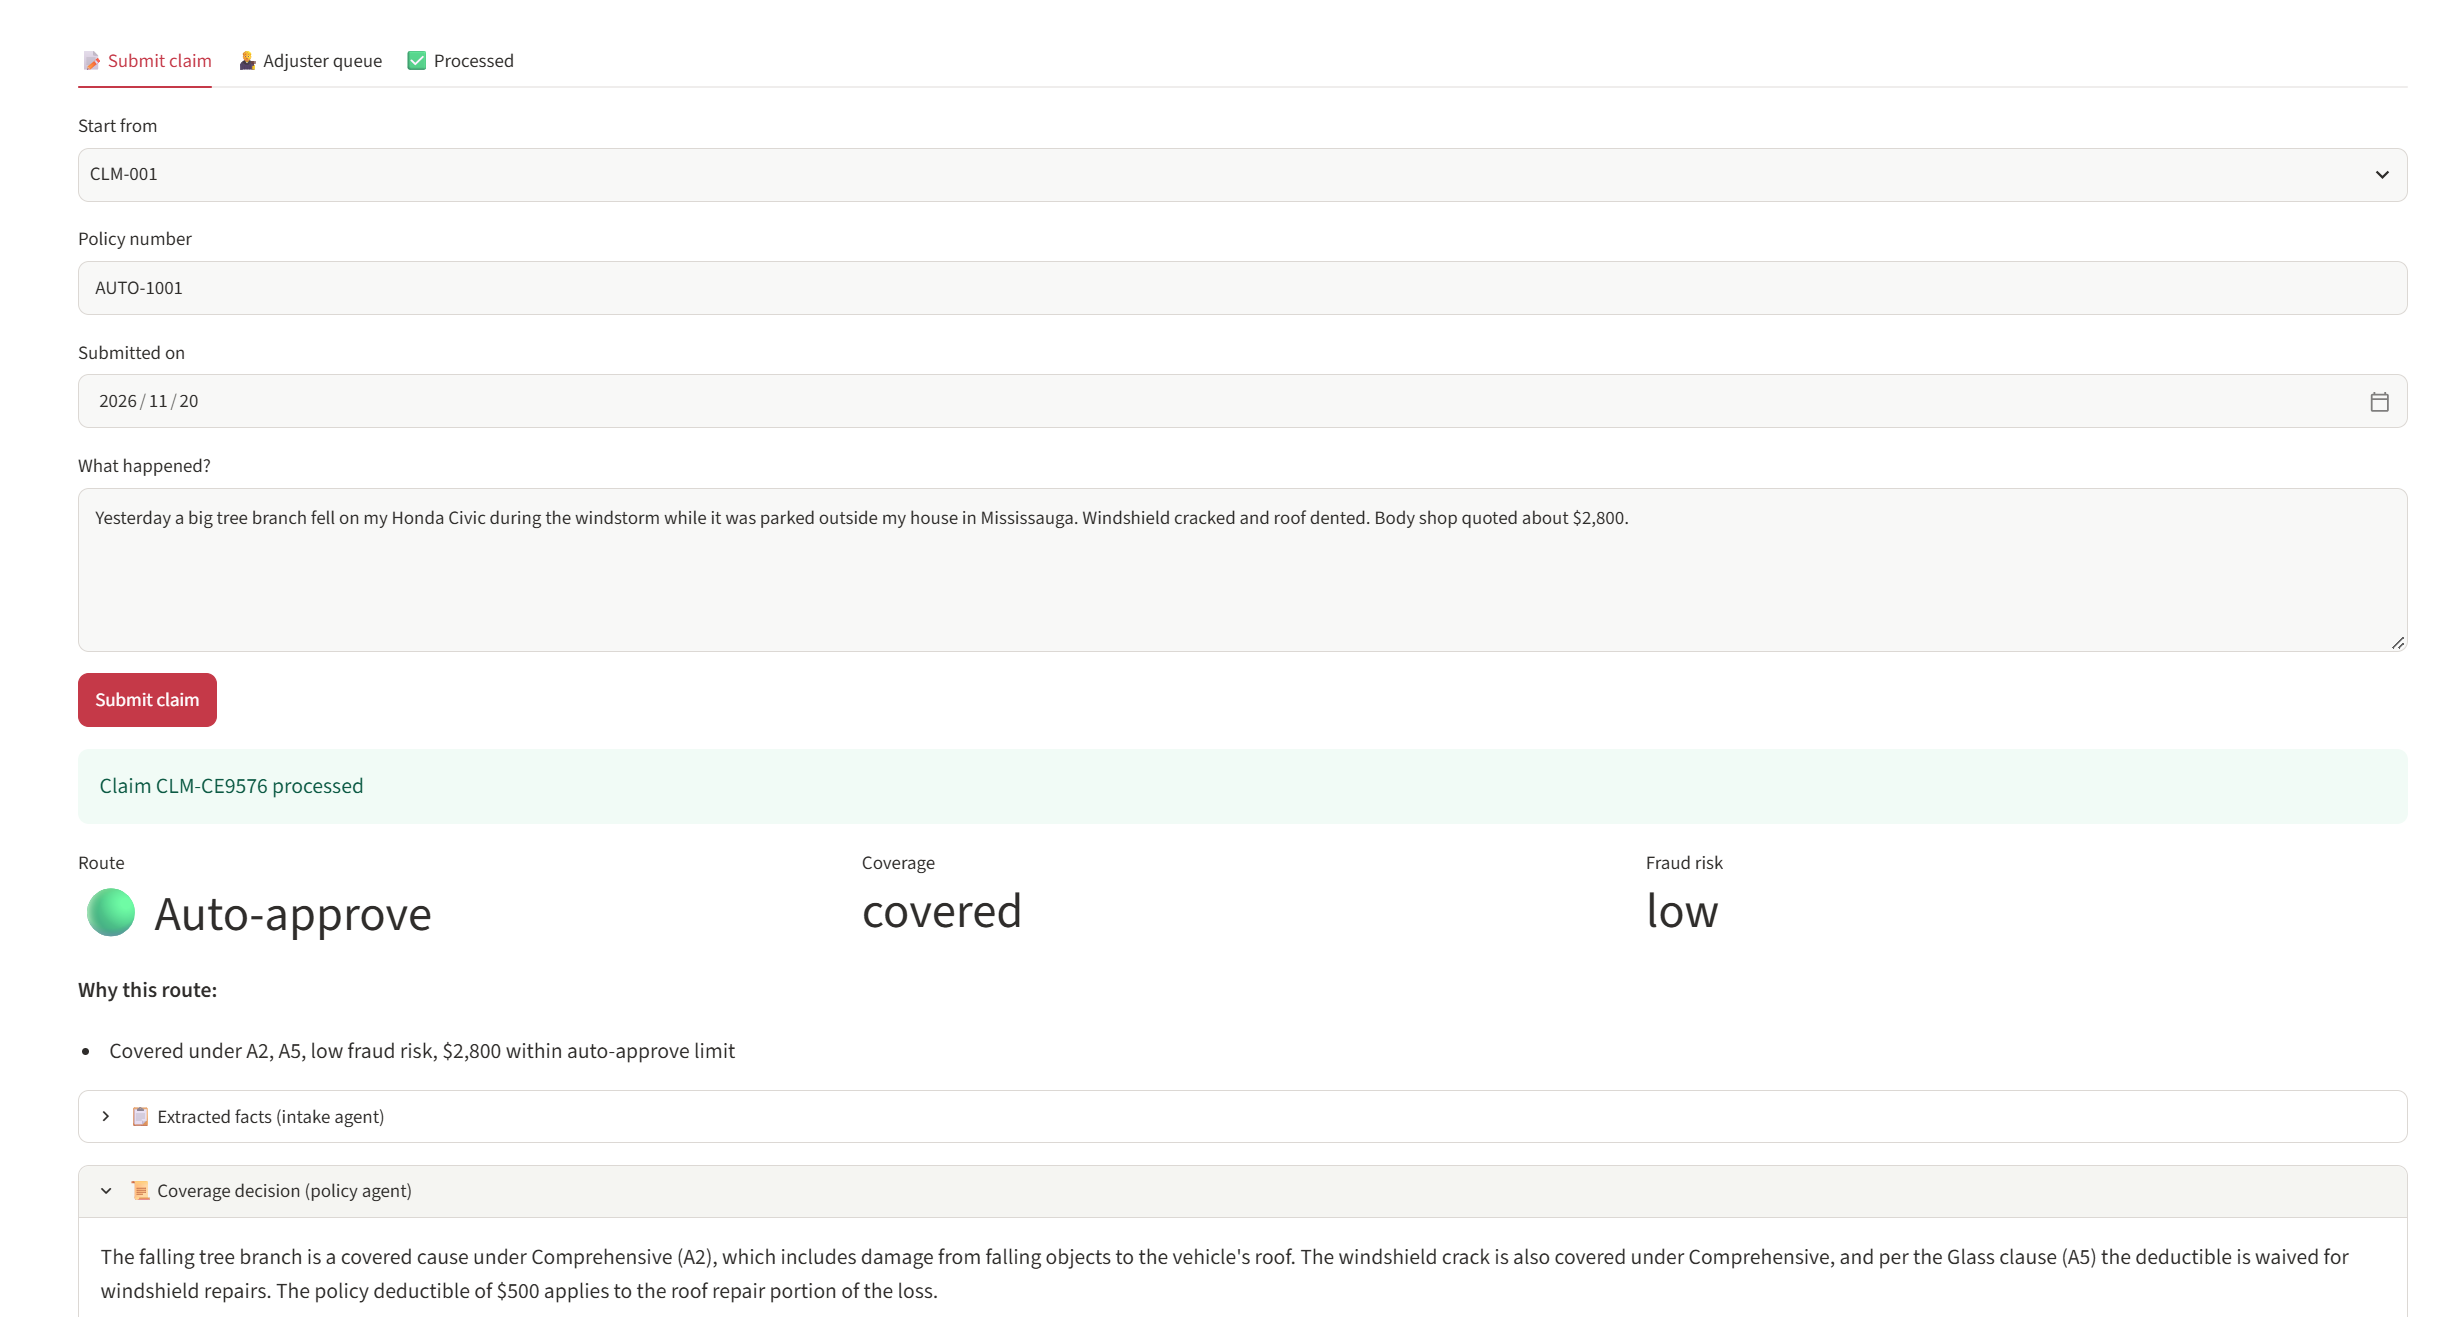 Submit claim
Adjuster queue
Processed
Start from
CLM-001
Policy number
AUTO-1001
Submitted on
2026/11/20
What happened?
Yesterday a big tree branch fell on my Honda Civic during the windstorm while it was parked outside my house in Mississauga. Windshield cracked and roof dented. Body shop quoted about $2,800.
Submit claim
Claim CLM-CE9576 processed
Route
Auto-approve
Coverage
covered
Fraud risk
low
Why this route:
• Covered under A2, A5, low fraud risk, $2,800 within auto-approve limit
Extracted facts (intake agent)
Coverage decision (policy agent)
The falling tree branch is a covered cause under Comprehensive (A2), which includes damage from falling objects to the vehicle's roof. The windshield crack is also covered under Comprehensive, and per the Glass clause (A5) the deductible is waived for
windshield repairs. The policy deductible of $500 applies to the roof repair portion of the loss.